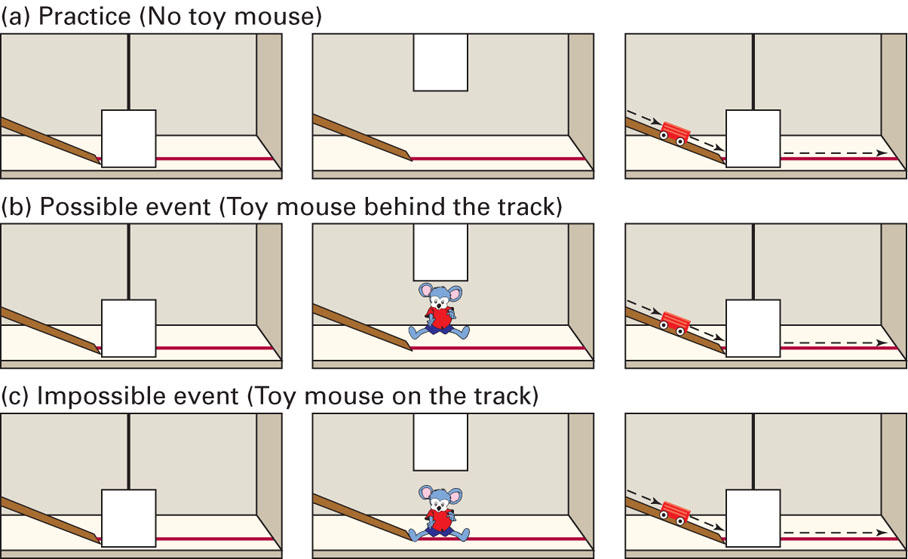 (a) Practice (No toy mouse)
(b) Possible event (Toy mouse behind the track)
(c) Impossible event (Toy mouse on the track)